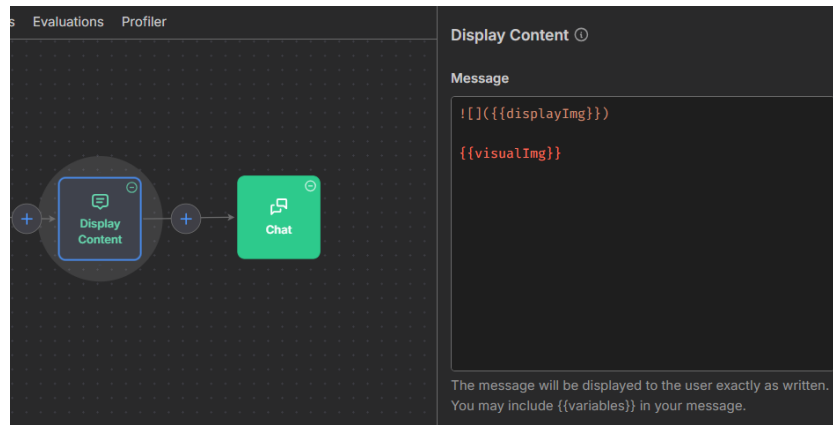 Evaluations Profiler
Display Content
Message
![]({{displayImg}})
{{visualImg}}
Display
Content
Chat
The message will be displayed to the user exactly as written.
You may include {{variables}} in your message.